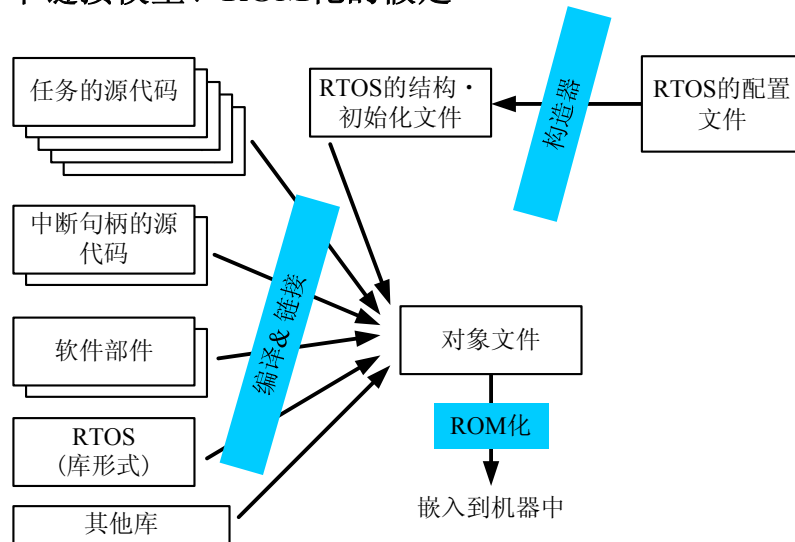 任务的源代码
RTOS的结构・
初始化文件
构造器
RTOS的配置
文件
中断句柄的源
代码
编译& 链接
软件部件
对象文件
RTOS
(库形式)
ROM化
其他库
嵌入到机器中